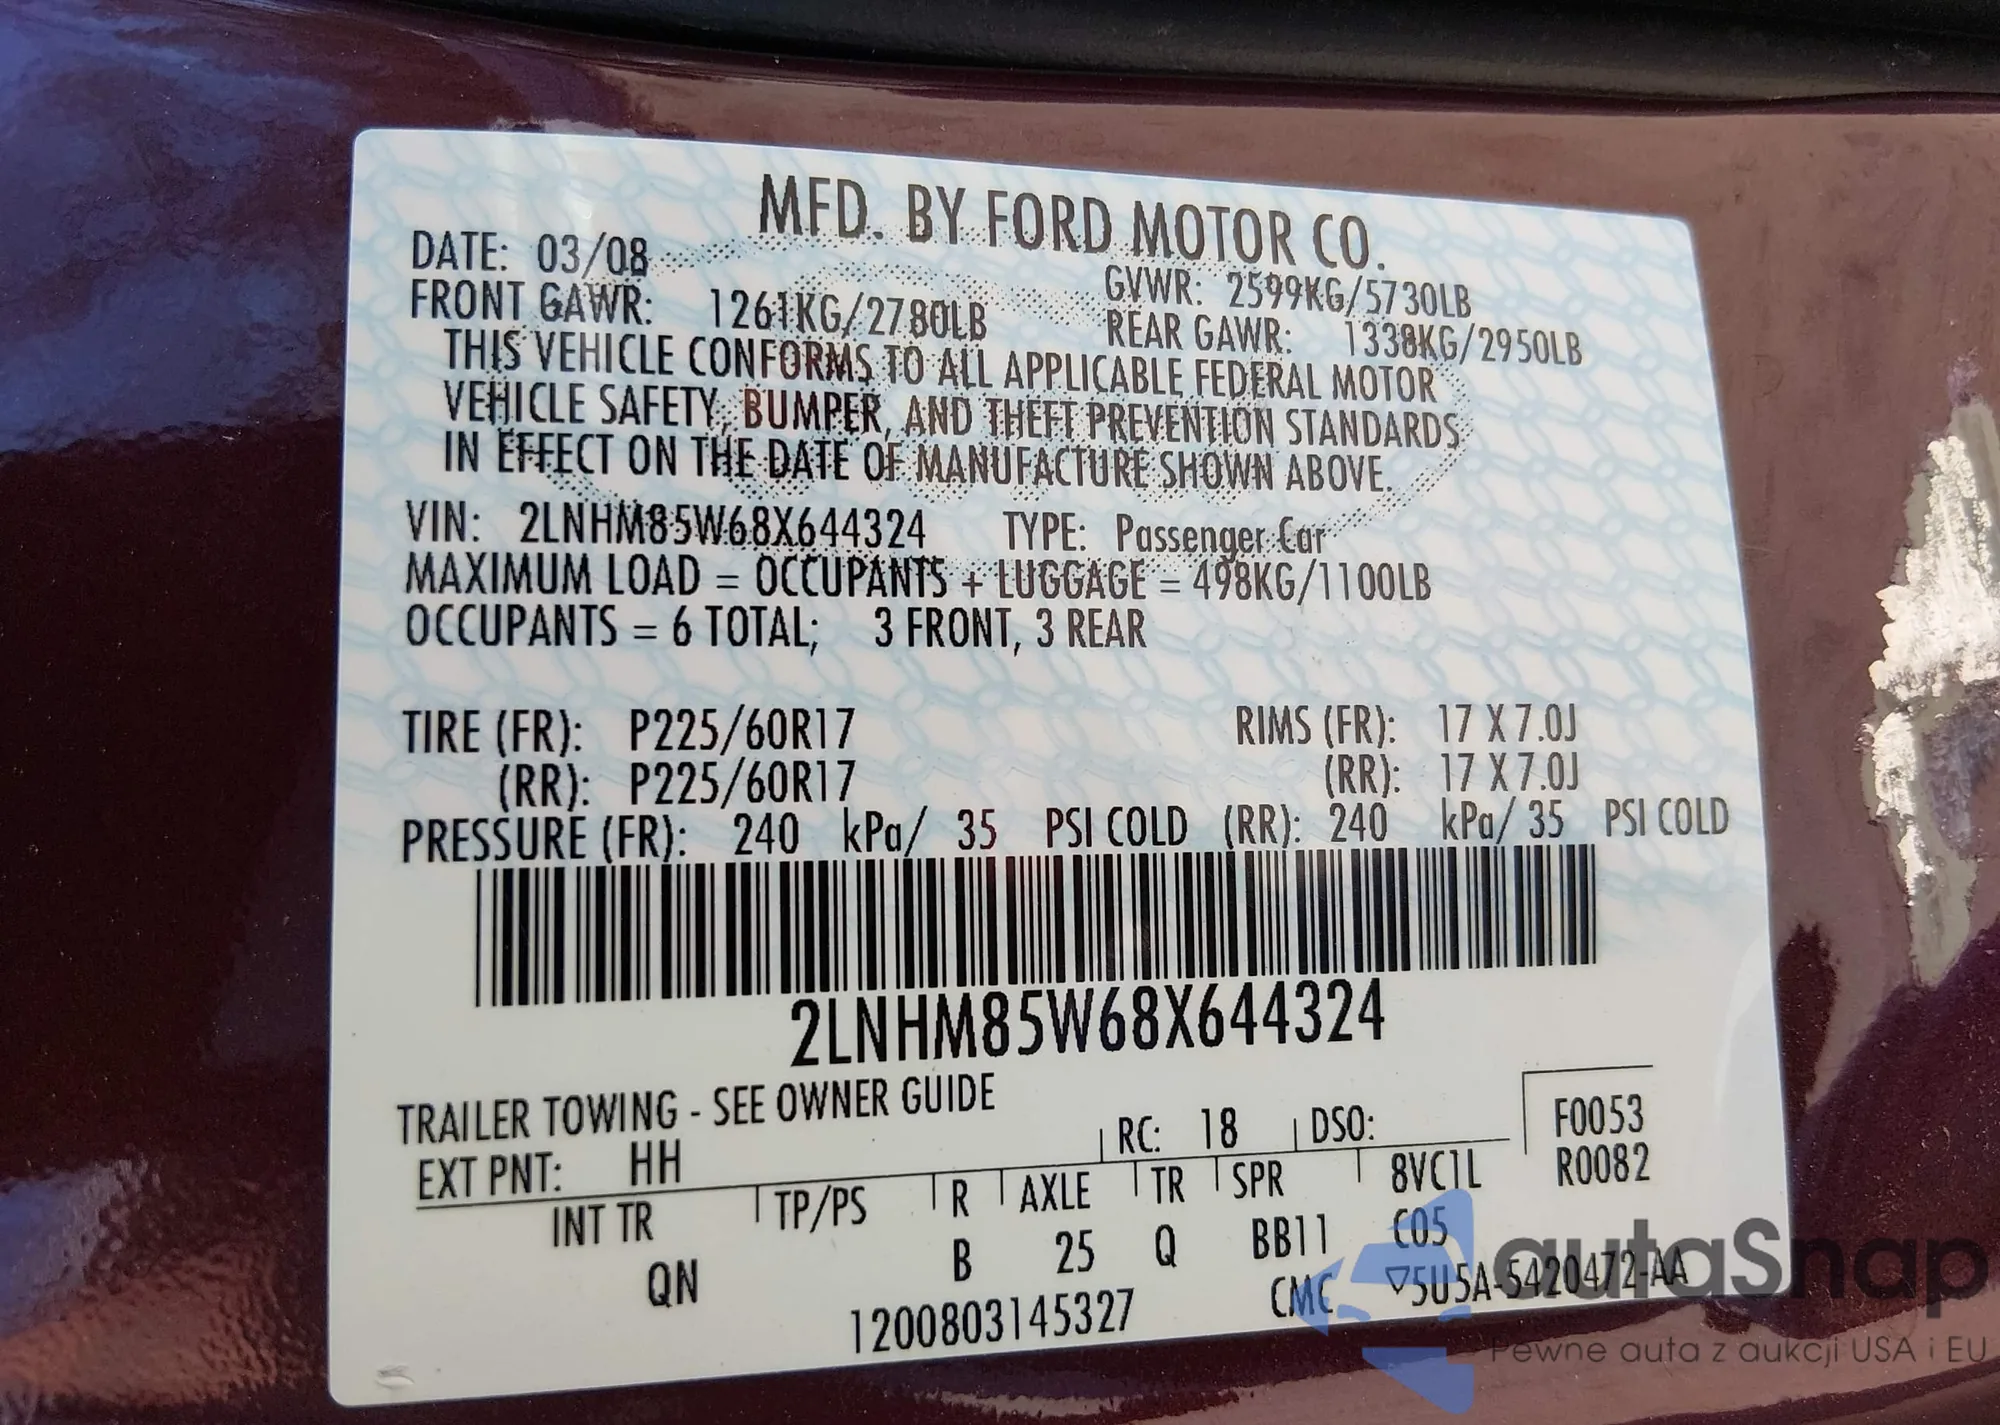 MFD. BY FORD MOTOR CO.
DATE: 03/08
GVWR: 2599KG/5730LB
FRONT GAWR: 1261KG/2780LB
REAR GAWR: 1338KG/2950LB
THIS VEHICLE CONFORMS TO ALL APPLICABLE FEDERAL MOTOR
VEHICLE SAFETY, BUMPER, AND THEFT PREVENTION STANDARDS
IN EFFECT ON THE DATE OF MANUFACTURE SHOWN ABOVE.
VIN: 2LNHM85W68X644324 TYPE: Passenger Car
MAXIMUM LOAD = OCCUPANTS + LUGGAGE = 498KG/1100LB
OCCUPANTS = 6 TOTAL; 3 FRONT, 3 REAR
TIRE (FR): P225/60R17 RIMS (FR): 17 X 7.0J
(RR): P225/60R17 (RR): 17 X 7.0J
PRESSURE (FR): 240 kPa/ 35 PSI COLD (RR): 240 kPa/ 35 PSI COLD
2LNHM85W68X644324
TRAILER TOWING - SEE OWNER GUIDE
EXT PNT: HH RC: 18 DSO: F0053
R0082
INT TR TP/PS R AXLE TR SPR 8VC1L
QN B 25 Q BB11 C05
1200803145327 CMC ▽5U5A-5420472-AA
autaSnap
Pewne auta z aukcji USA i EU